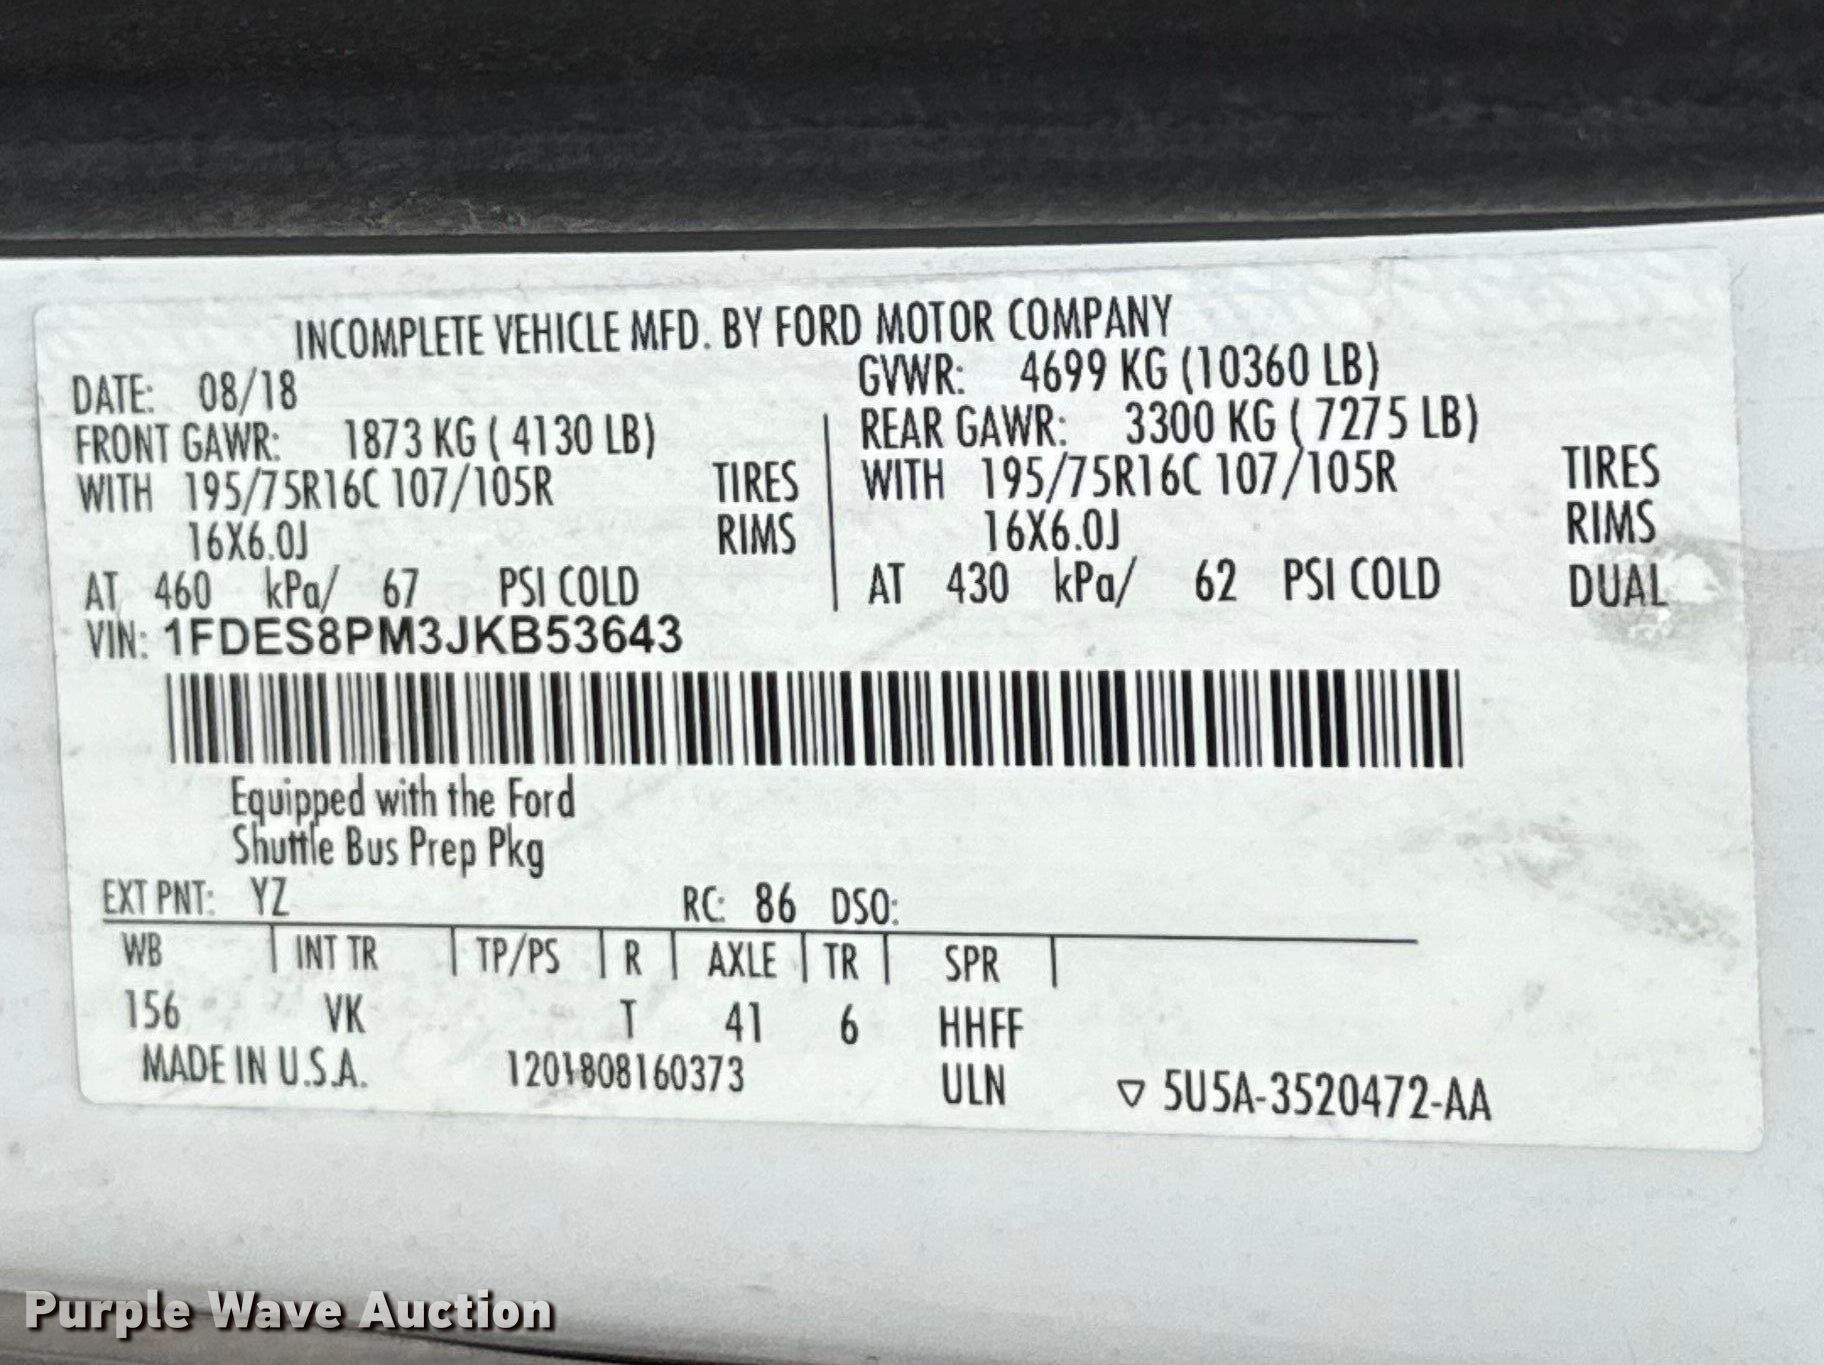 INCOMPLETE VEHICLE MFD. BY FORD MOTOR COMPANY
DATE: 08/18 GVWR: 4699 KG (10360 LB)
FRONT GAWR: 1873 KG ( 4130 LB) REAR GAWR: 3300 KG ( 7275 LB)
WITH 195/75R16C 107/105R TIRES WITH 195/75R16C 107/105R TIRES
16X6.0J RIMS 16X6.0J RIMS
AT 460 kPa/ 67 PSI COLD AT 430 kPa/ 62 PSI COLD DUAL
VIN: 1FDES8PM3JKB53643
Equipped with the Ford
Shuttle Bus Prep Pkg
EXT PNT: YZ RC: 86 DSO:
WB INT TR TP/PS R AXLE TR SPR
156 VK T 41 6 HHFF
MADE IN U.S.A. 1201808160373 ULN ▽ 5U5A-3520472-AA
Purple Wave Auction